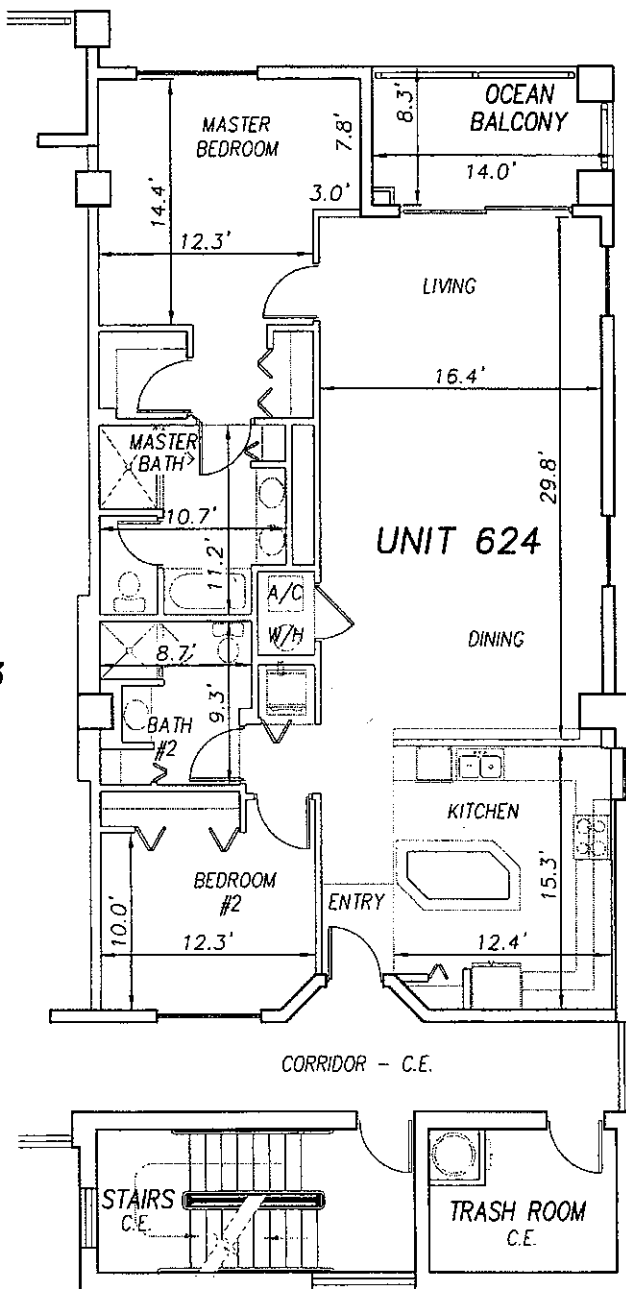 OCEAN
BALCONY
8.3'
14.0'
MASTER
BEDROOM
7.8'
3.0'
14.4'
12.3'
LIVING
16.4'
29.8'
MASTER
BATH
10.7'
11.2'
UNIT 624
A/C
W/H
DINING
8.7'
9.3'
BATH
#2
3
KITCHEN
15.3'
12.4'
BEDROOM
#2
10.0'
12.3'
ENTRY
CORRIDOR - C.E.
STAIRS
C.E.
TRASH ROOM
C.E.